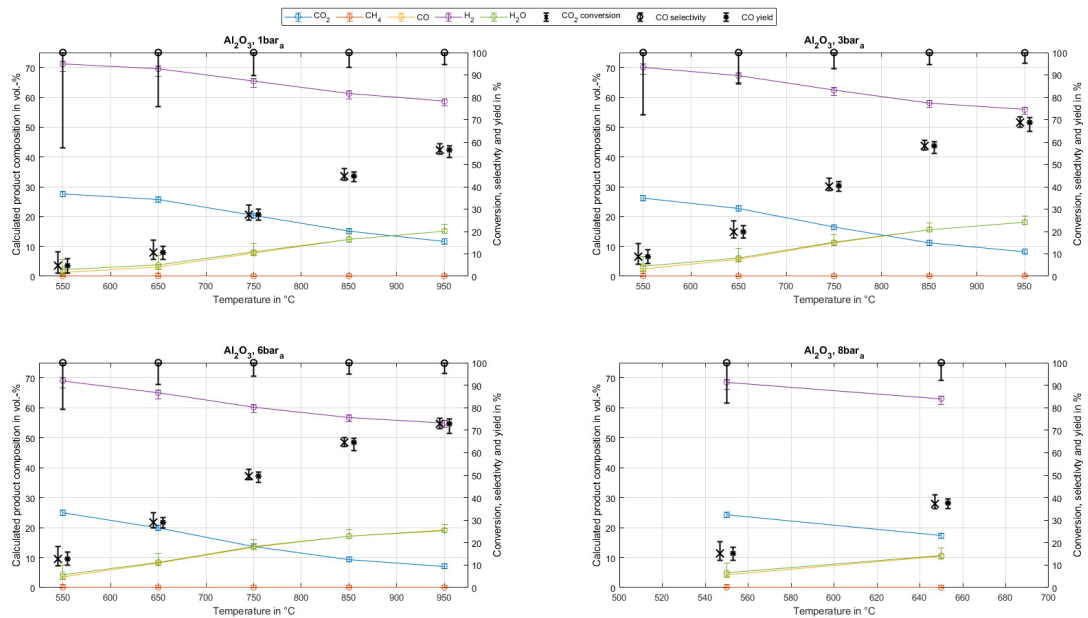 CO2 CH4 CO H2 H2O CO2 conversion CO selectivity CO yield
Al2O3, 1bara
Calculated product composition in vol.-%
0 10 20 30 40 50 60 70
550 600 650 700 750 800 850 900 950
Temperature in °C
0 10 20 30 40 50 60 70 80 90 100
Conversion, selectivty and yield in %
Al2O3, 3bara
Calculated product composition in vol.-%
0 10 20 30 40 50 60 70
550 600 650 700 750 800 850 900 950
Temperature in °C
0 10 20 30 40 50 60 70 80 90 100
Conversion, selectivty and yield in %
Al2O3, 6bara
Calculated product composition in vol.-%
0 10 20 30 40 50 60 70
550 600 650 700 750 800 850 900 950
Temperature in °C
0 10 20 30 40 50 60 70 80 90 100
Conversion, selectivty and yield in %
Al2O3, 8bara
Calculated product composition in vol.-%
0 10 20 30 40 50 60 70
500 520 540 560 580 600 620 640 660 680 700
Temperature in °C
0 10 20 30 40 50 60 70 80 90 100
Conversion, selectivty and yield in %